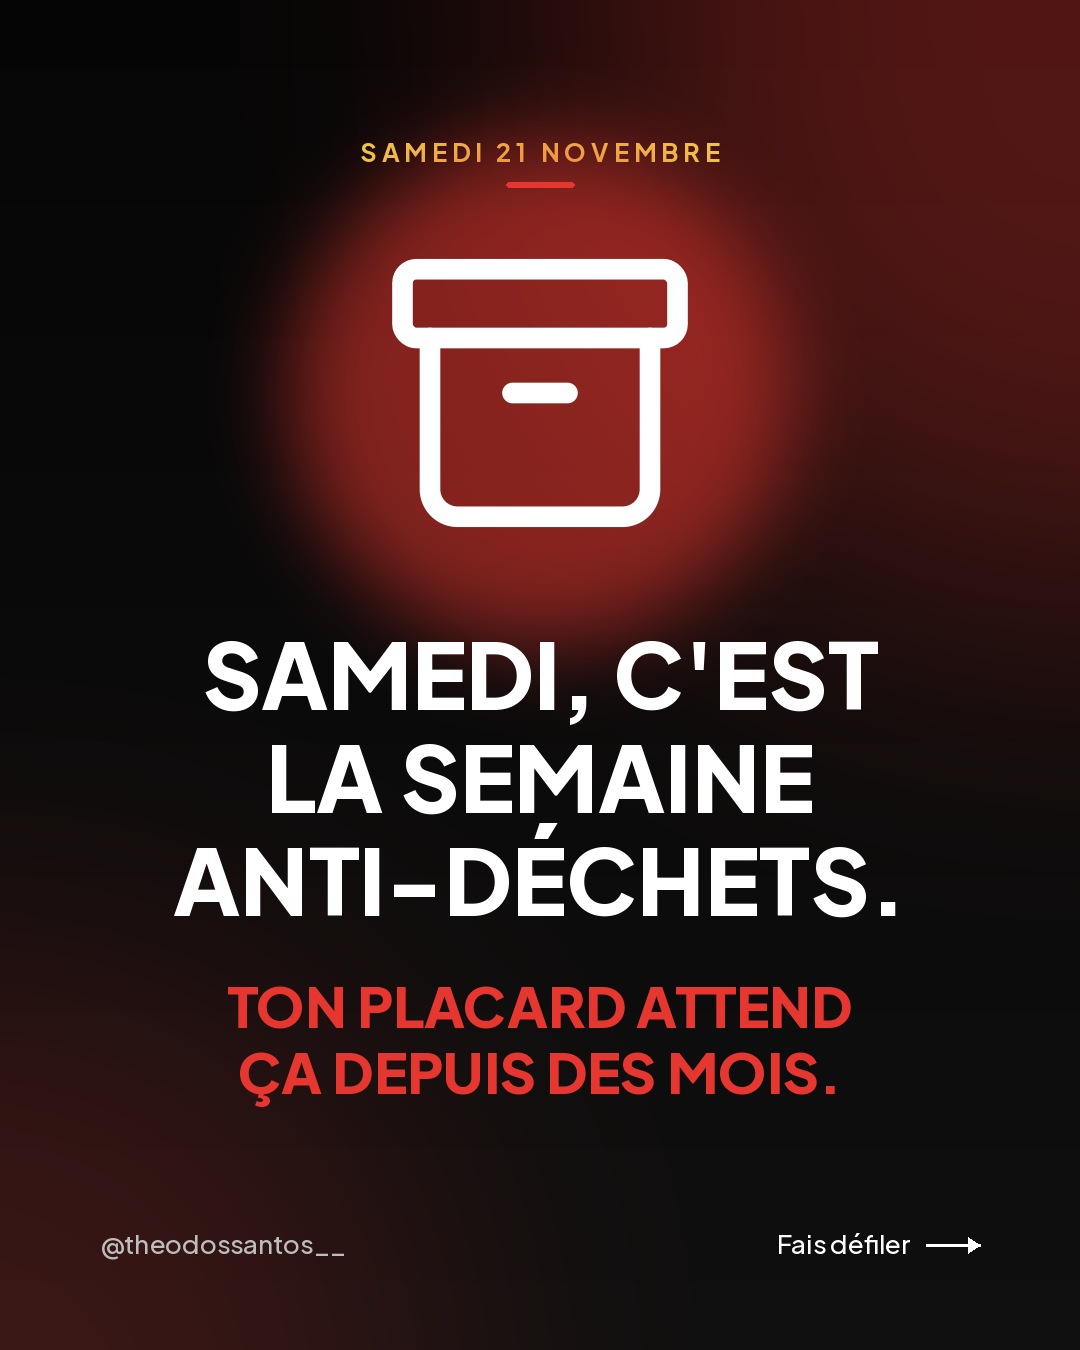 SAMEDI 21 NOVEMBRE
SAMEDI, C'EST
LA SEMAINE
ANTI-DÉCHETS.
TON PLACARD ATTEND
ÇA DEPUIS DES MOIS.
@theodossantos__
Fais défiler